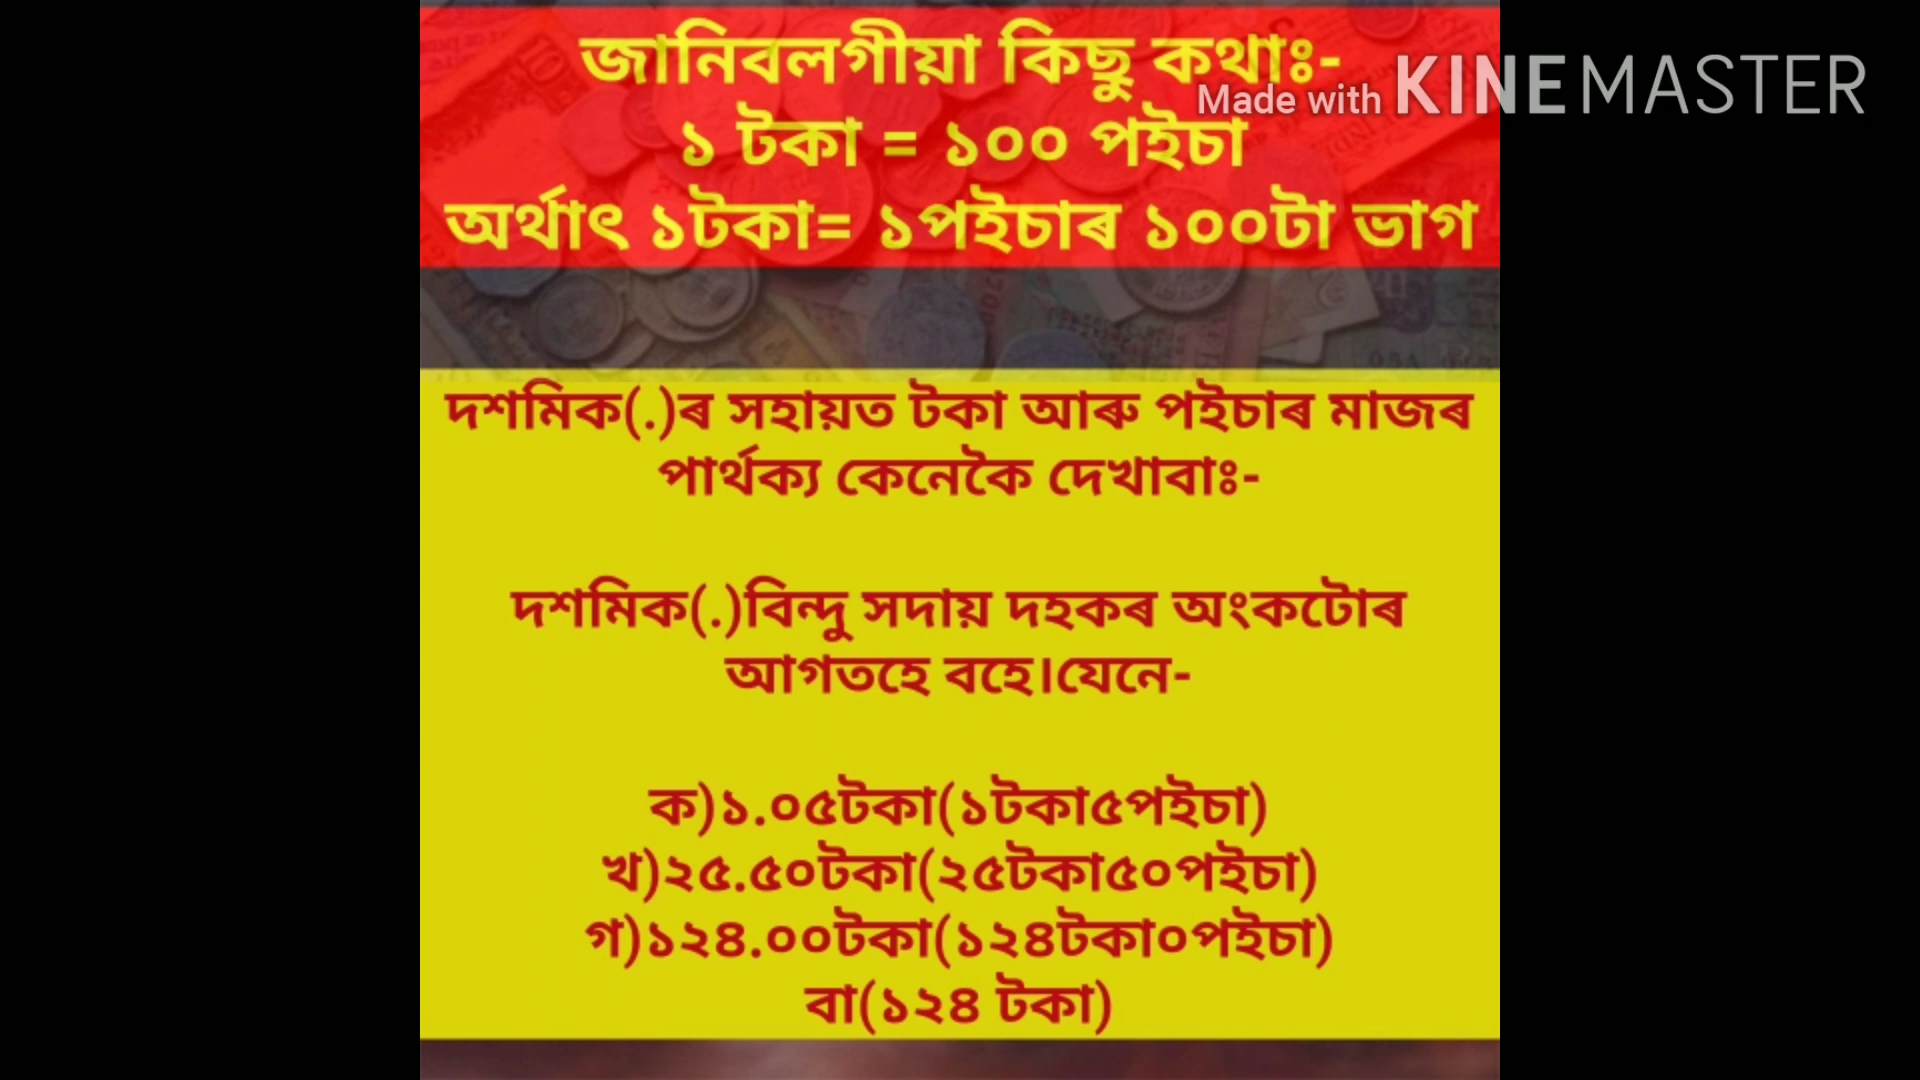 জানিবলগীয়া কিছু কথাঃ-
Made with KINEMASTER
১ টকা = ১০০ পইচা
অৰ্থাৎ ১টকা= ১পইচাৰ ১০০টা ভাগ
দশমিক(.)ৰ সহায়ত টকা আৰু পইচাৰ মাজৰ
পাৰ্থক্য কেনেকৈ দেখাবাঃ-
দশমিক(.)বিন্দু সদায় দহকৰ অংকটোৰ
আগতহে বহে।যেনে-
ক)১.০৫টকা(১টকা৫পইচা)
খ)২৫.৫০টকা(২৫টকা৫০পইচা)
গ)১২৪.০০টকা(১২৪টকা০পইচা)
বা(১২৪ টকা)